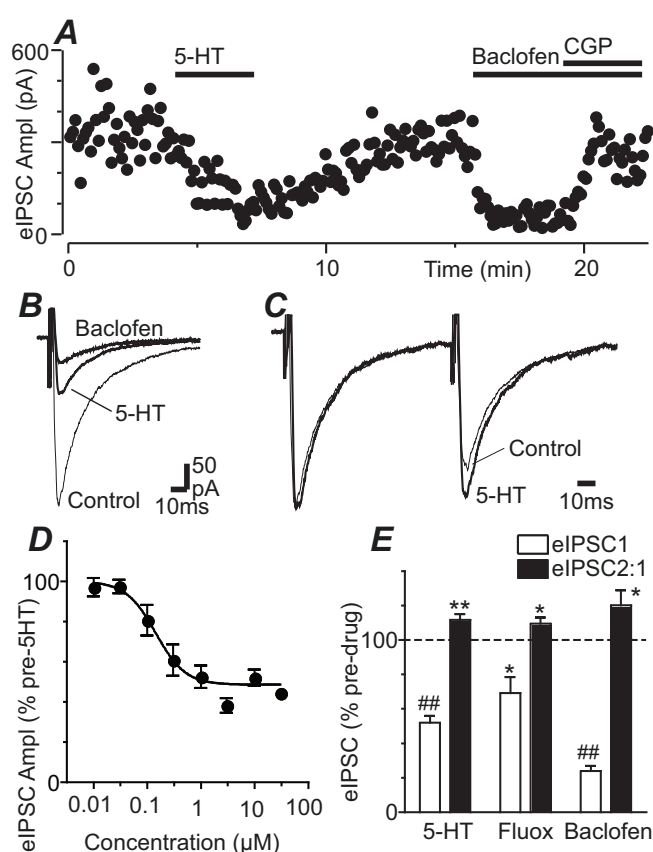 A
600
5-HT
Baclofen
CGP
eIPSC Ampl (pA)
0
0
10
Time (min)
20
B
Baclofen
5-HT
Control
50
pA
10ms
C
Control
5-HT
10ms
D
100
eIPSC Ampl (% pre-5HT)
0
0.01
0.1
1
10
100
Concentration (µM)
E
eIPSC1
eIPSC2:1
eIPSC (% pre-drug)
100
0
##
**
*
*
##
*
5-HT
Fluox
Baclofen